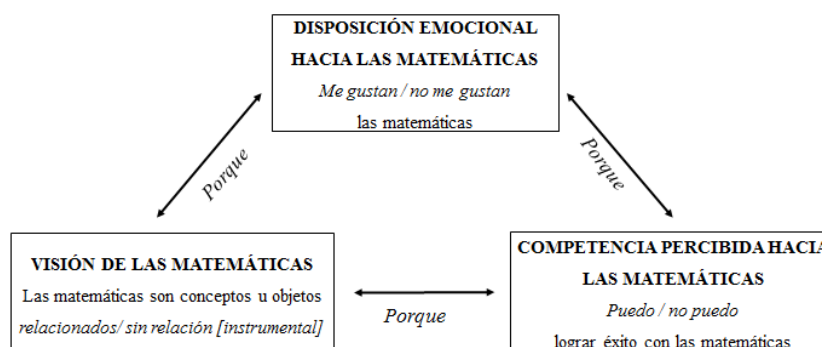 DISPOSICIÓN EMOCIONAL
HACIA LAS MATEMÁTICAS
Me gustan / no me gustan
las matemáticas
Porque
Porque
VISIÓN DE LAS MATEMÁTICAS
Las matemáticas son conceptos u objetos
relacionados/ sin relación [instrumental]
Porque
COMPETENCIA PERCIBIDA HACIA
LAS MATEMÁTICAS
Puedo / no puedo
lograr éxito con las matemáticas